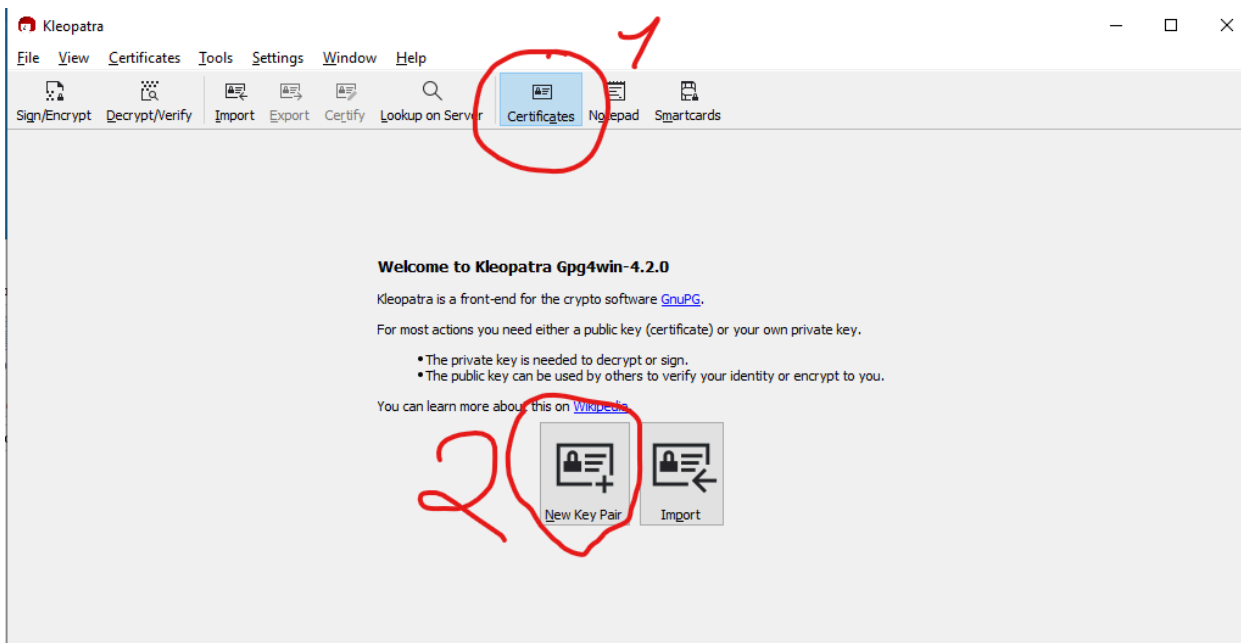 Kleopatra
File View Certificates Tools Settings Window Help
Sign/Encrypt Decrypt/Verify Import Export Certify Lookup on Server Certificates Notepad Smartcards
1
Welcome to Kleopatra Gpg4win-4.2.0
Kleopatra is a front-end for the crypto software GnuPG.
For most actions you need either a public key (certificate) or your own private key.
• The private key is needed to decrypt or sign.
• The public key can be used by others to verify your identity or encrypt to you.
You can learn more about this on Wikipedia.
2
New Key Pair Import